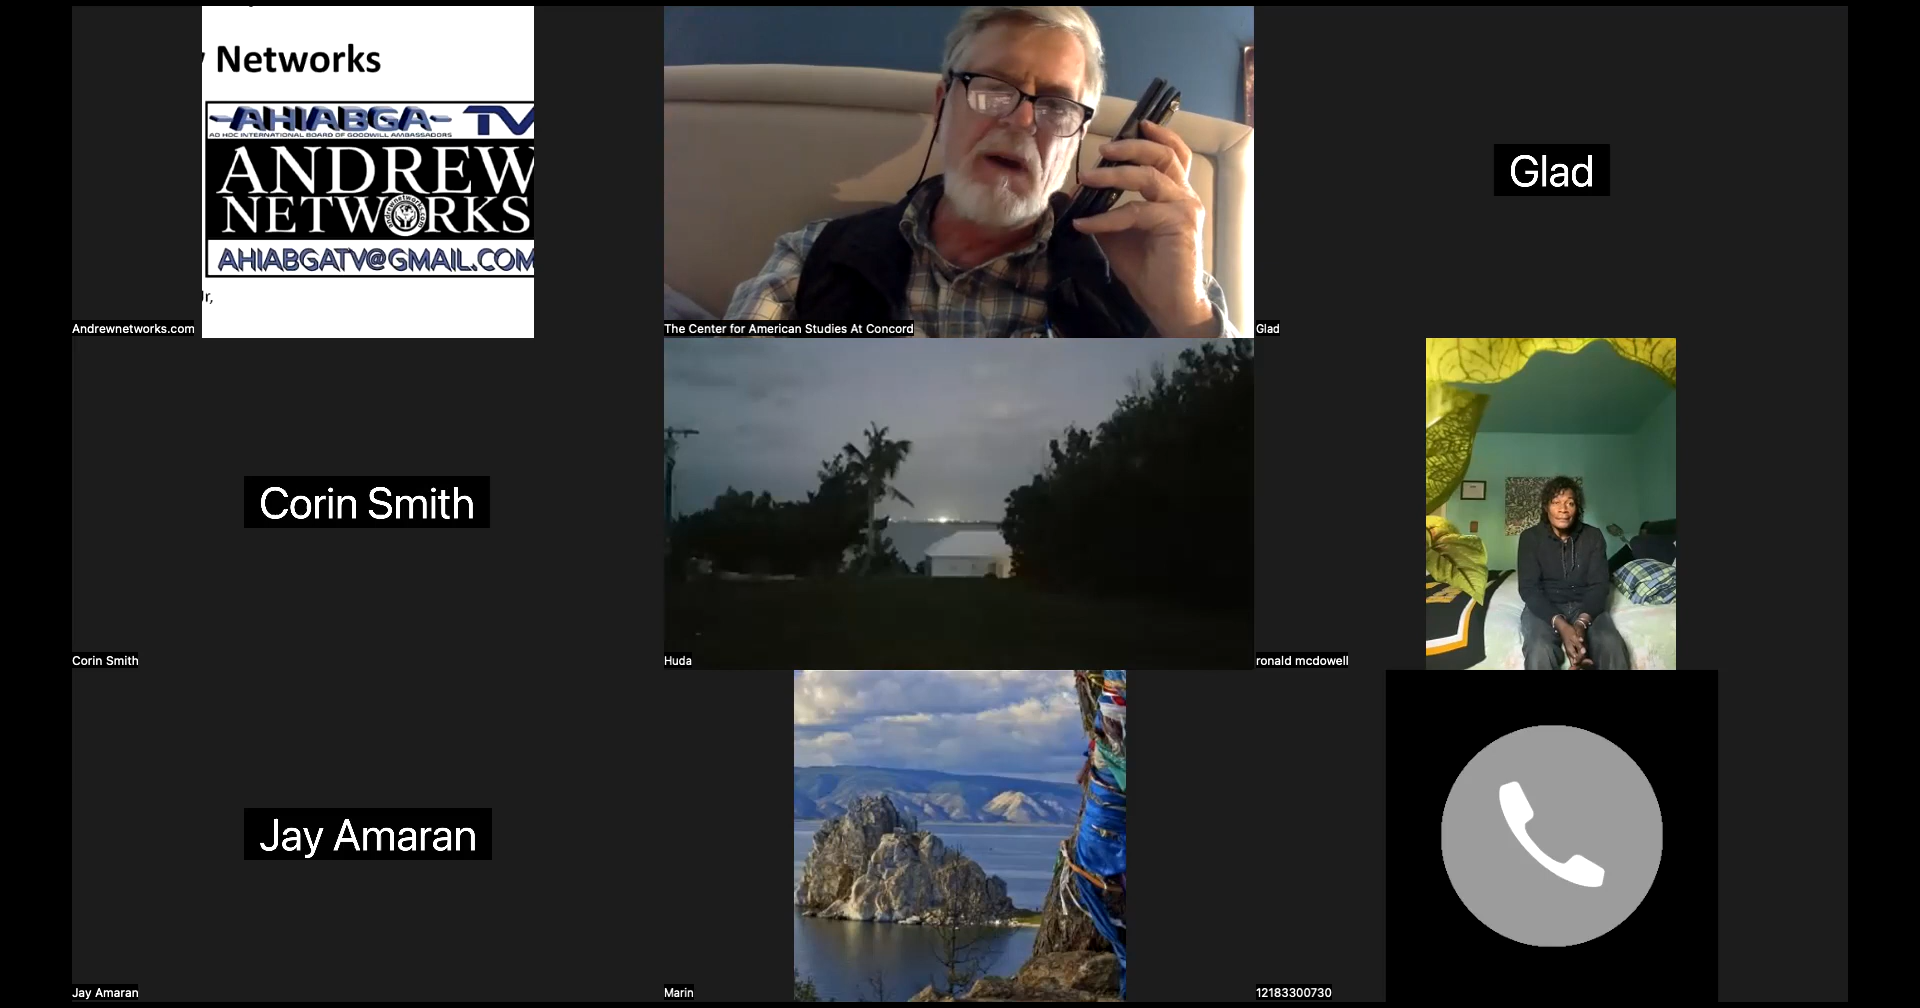 Networks
-AHIABGA- TV
AD HOC INTERNATIONAL BOARD OF GOODWILL AMBASSADORS
ANDREW
NETWORKS
AHIABGATV@GMAIL.COM
Jr,
Andrewnetworks.com
The Center for American Studies At Concord
Glad
Glad
Corin Smith
Corin Smith
Huda
ronald mcdowell
Jay Amaran
Jay Amaran
Marin
12183300730